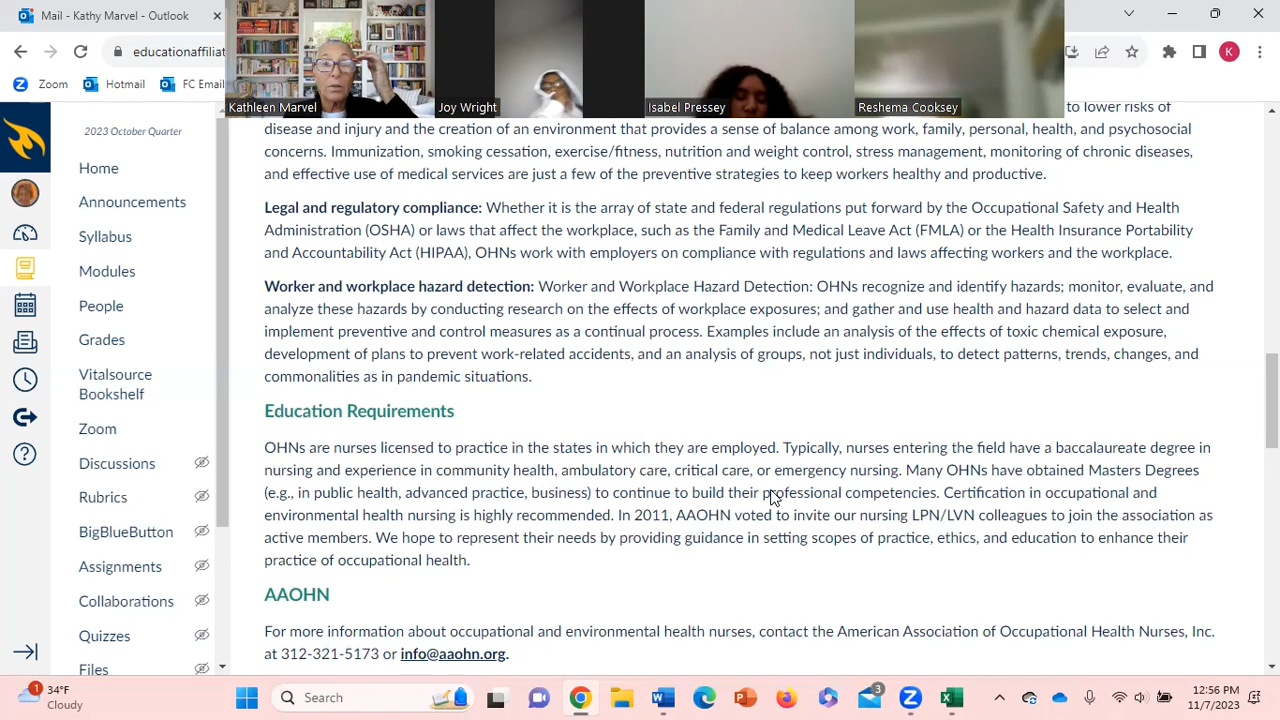 Mail - Kathy Marvel - Outlook
educationaffiliat
K
Zoom
Hotmail
FC Email
Kathleen Marvel
Joy Wright
Isabel Pressey
Reshema Cooksey
2023 October Quarter
Home
Announcements
Syllabus
Modules
People
Grades
Vitalsource
Bookshelf
Zoom
Discussions
Rubrics
BigBlueButton
Assignments
Collaborations
Quizzes
Files
to lower risks of
disease and injury and the creation of an environment that provides a sense of balance among work, family, personal, health, and psychosocial
concerns. Immunization, smoking cessation, exercise/fitness, nutrition and weight control, stress management, monitoring of chronic diseases,
and effective use of medical services are just a few of the preventive strategies to keep workers healthy and productive.
Legal and regulatory compliance: Whether it is the array of state and federal regulations put forward by the Occupational Safety and Health
Administration (OSHA) or laws that affect the workplace, such as the Family and Medical Leave Act (FMLA) or the Health Insurance Portability
and Accountability Act (HIPAA), OHNs work with employers on compliance with regulations and laws affecting workers and the workplace.
Worker and workplace hazard detection: Worker and Workplace Hazard Detection: OHNs recognize and identify hazards; monitor, evaluate, and
analyze these hazards by conducting research on the effects of workplace exposures; and gather and use health and hazard data to select and
implement preventive and control measures as a continual process. Examples include an analysis of the effects of toxic chemical exposure,
development of plans to prevent work-related accidents, and an analysis of groups, not just individuals, to detect patterns, trends, changes, and
commonalities as in pandemic situations.
Education Requirements
OHNs are nurses licensed to practice in the states in which they are employed. Typically, nurses entering the field have a baccalaureate degree in
nursing and experience in community health, ambulatory care, critical care, or emergency nursing. Many OHNs have obtained Masters Degrees
(e.g., in public health, advanced practice, business) to continue to build their professional competencies. Certification in occupational and
environmental health nursing is highly recommended. In 2011, AAOHN voted to invite our nursing LPN/LVN colleagues to join the association as
active members. We hope to represent their needs by providing guidance in setting scopes of practice, ethics, and education to enhance their
practice of occupational health.
AAOHN
For more information about occupational and environmental health nurses, contact the American Association of Occupational Health Nurses, Inc.
at 312-321-5173 or info@aaohn.org.
1
34°F
Cloudy
Search
3
12:56 PM
11/7/2023